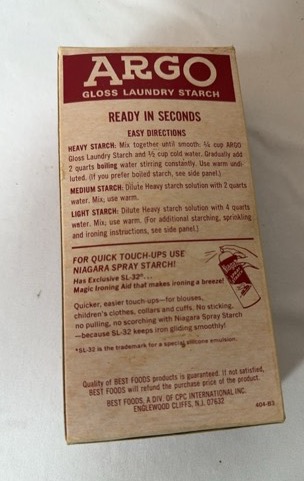 ARGO
GLOSS LAUNDRY STARCH
READY IN SECONDS
EASY DIRECTIONS
HEAVY STARCH: Mix together until smooth: ¼ cup ARGO
Gloss Laundry Starch and ½ cup cold water. Gradually add
2 quarts boiling water stirring constantly. Use warm undi-
luted. (If you prefer boiled starch, see side panel.)
MEDIUM STARCH: Dilute Heavy starch solution with 2 quarts
water. Mix; use warm.
LIGHT STARCH: Dilute Heavy starch solution with 4 quarts
water. Mix; use warm. (For additional starching, sprinkling
and ironing instructions, see side panel.)
FOR QUICK TOUCH-UPS USE
NIAGARA SPRAY STARCH!
Has Exclusive SL-32*...
Magic Ironing Aid that makes ironing a breeze!
Niagara
Quicker, easier touch-ups—for blouses,
children's clothes, collars and cuffs. No sticking,
no pulling, no scorching with Niagara Spray Starch
—because SL-32 keeps iron gliding smoothly!
*SL-32 is the trademark for a special silicone emulsion.
Quality of BEST FOODS products is guaranteed. If not satisfied,
BEST FOODS will refund the purchase price of the product.
BEST FOODS, A DIV. OF CPC INTERNATIONAL INC.
ENGLEWOOD CLIFFS, N.J. 07632
404-B3